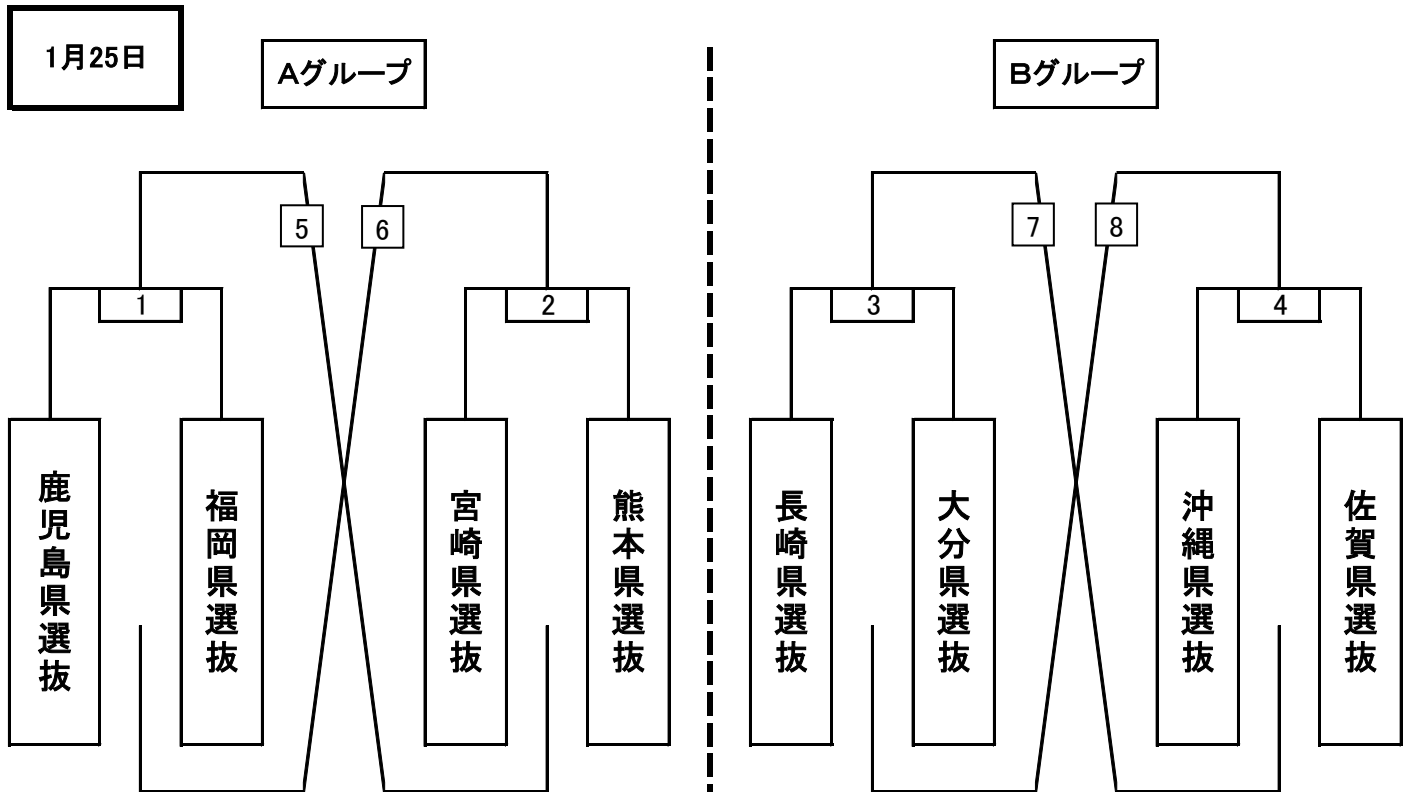 1月25日
Aグループ
Bグループ
5
6
7
8
1
2
3
4
鹿児島県選抜
福岡県選抜
宮崎県選抜
熊本県選抜
長崎県選抜
大分県選抜
沖縄県選抜
佐賀県選抜